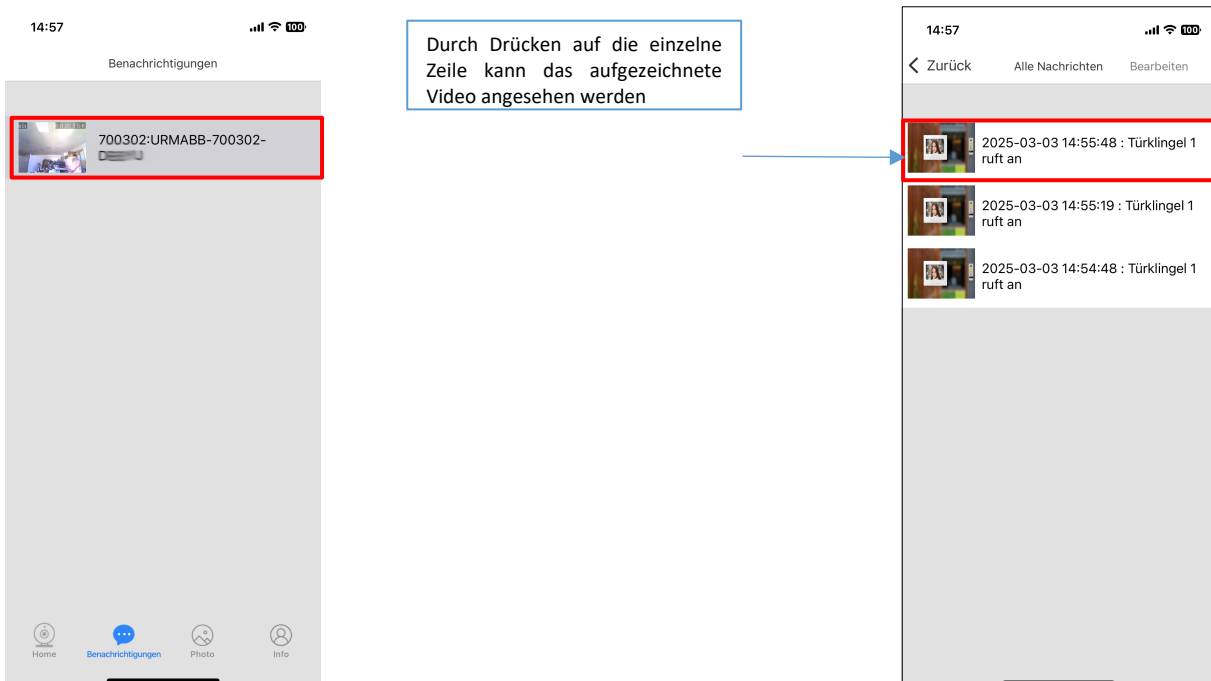 14:57
100
Benachrichtigungen
700302:URMABB-700302-
Home
Benachrichtigungen
Photo
Info
Durch Drücken auf die einzelne
Zeile kann das aufgezeichnete
Video angesehen werden
14:57
100
Zurück
Alle Nachrichten
Bearbeiten
2025-03-03 14:55:48 : Türklingel 1
ruft an
2025-03-03 14:55:19 : Türklingel 1
ruft an
2025-03-03 14:54:48 : Türklingel 1
ruft an